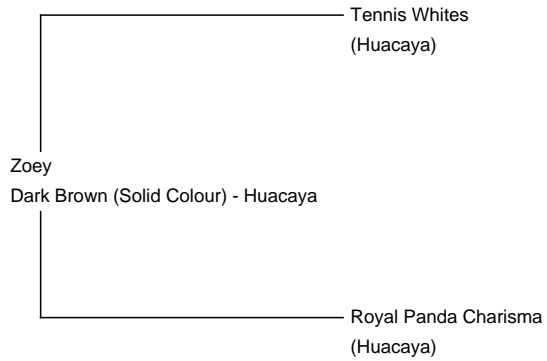 Tennis Whites
(Huacaya)
Zoey
Dark Brown (Solid Colour) - Huacaya
Royal Panda Charisma
(Huacaya)